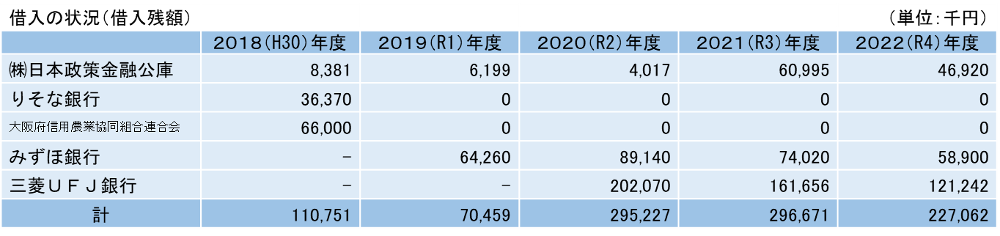 借入の状況（借入残額） （単位：千円）
２０１８（H30）年度 ２０１９（R1）年度 ２０２０（R2）年度 ２０２１（R3）年度 ２０２２（R4）年度
㈱日本政策金融公庫 8,381 6,199 4,017 60,995 46,920
りそな銀行 36,370 0 0 0 0
大阪府信用農業協同組合連合会 66,000 0 0 0 0
みずほ銀行 - 64,260 89,140 74,020 58,900
三菱ＵＦＪ銀行 - - 202,070 161,656 121,242
計 110,751 70,459 295,227 296,671 227,062